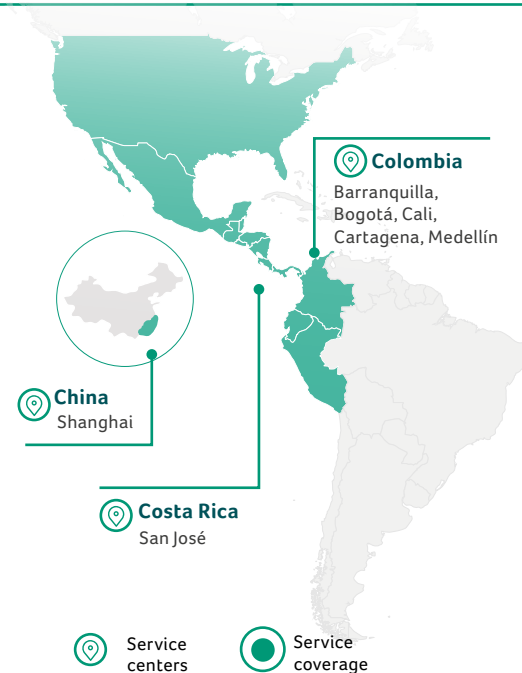 Colombia
Barranquilla,
Bogotá, Cali,
Cartagena, Medellín
China
Shanghai
Costa Rica
San José
Service
centers
Service
coverage